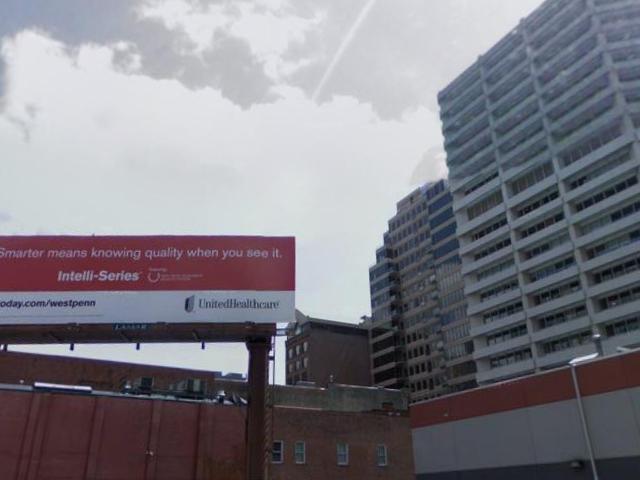 Smarter means knowing quality when you see it.
Intelli-Series
oday.com/westpenn
UnitedHealthcare
LAMAR